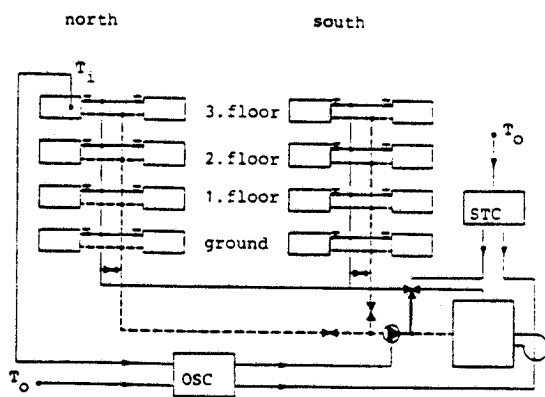 north
south
T_i
3.floor
2.floor
1.floor
ground
T_o
STC
T_o
OSC